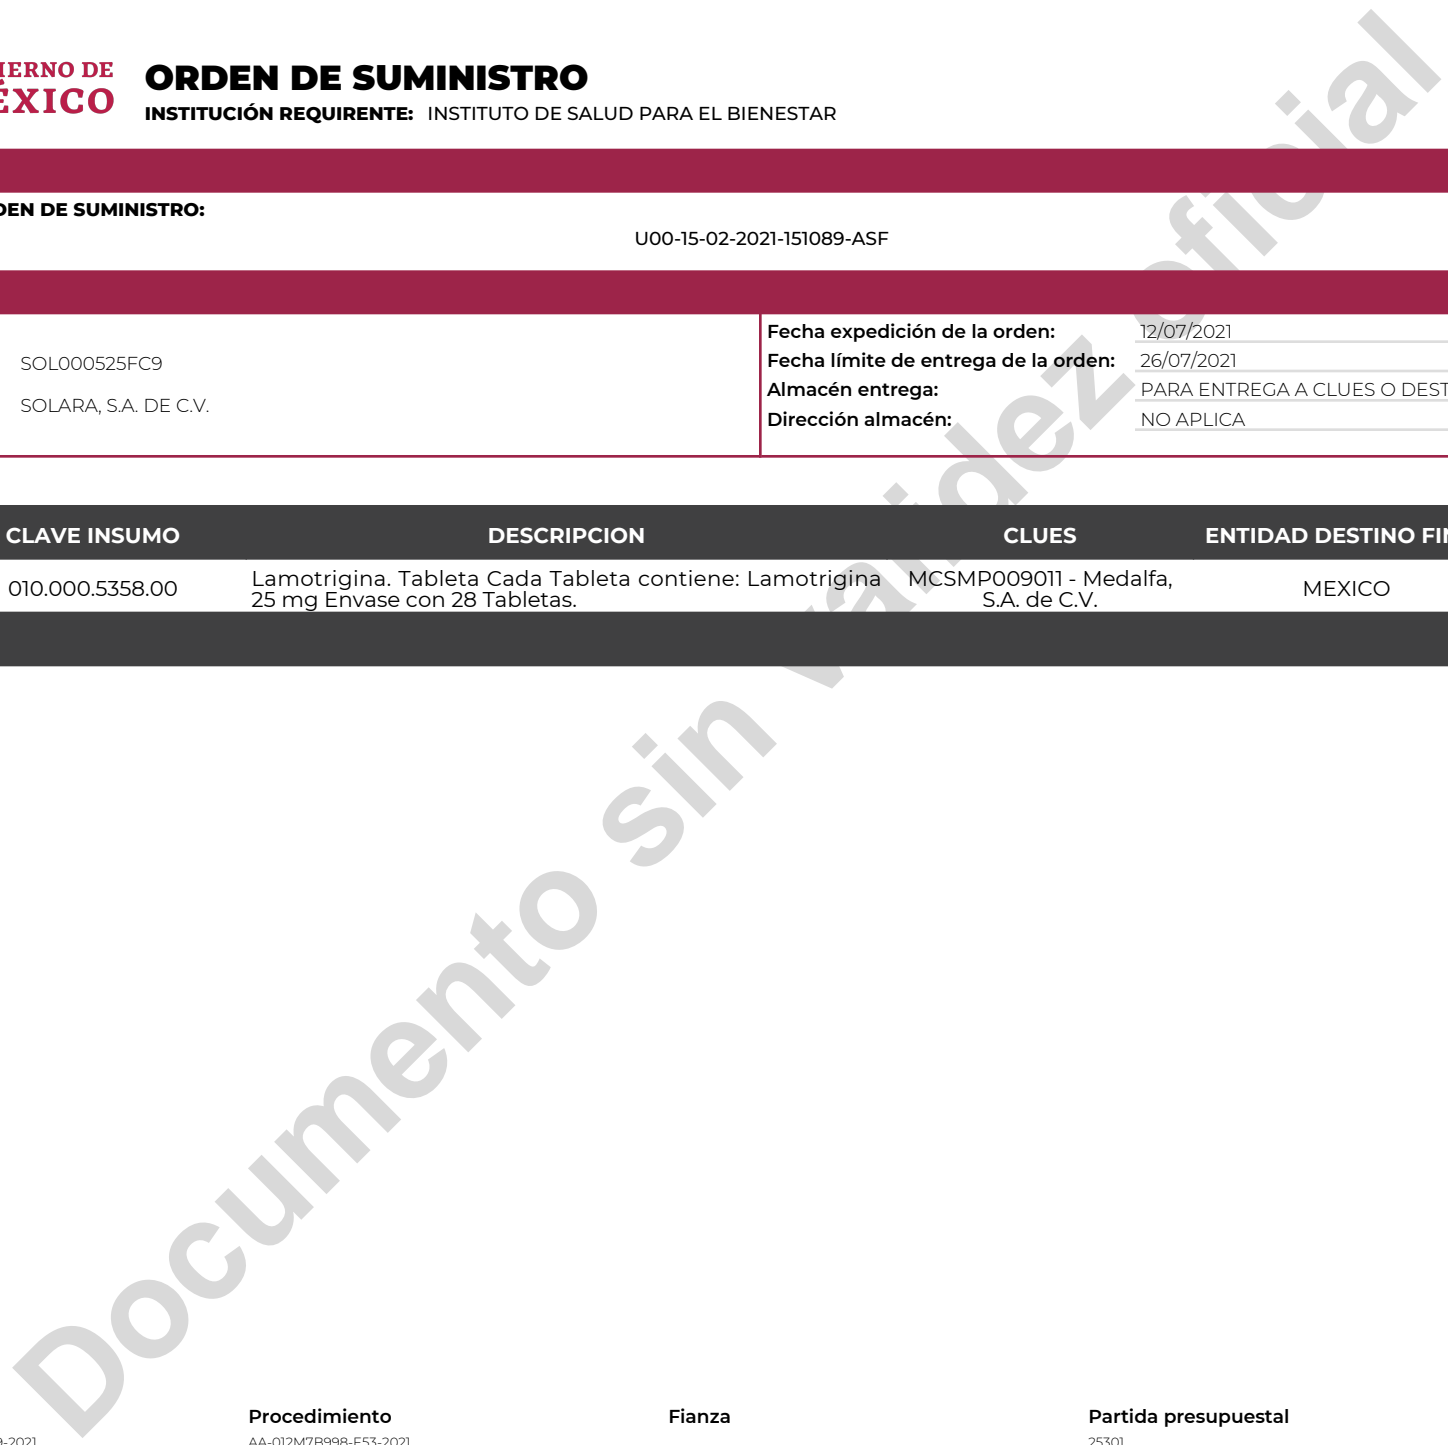 IERNO DE
ÉXICO
ORDEN DE SUMINISTRO
INSTITUCIÓN REQUIRENTE: INSTITUTO DE SALUD PARA EL BIENESTAR
DEN DE SUMINISTRO:
U00-15-02-2021-151089-ASF
SOL000525FC9
SOLARA, S.A. DE C.V.
Fecha expedición de la orden: 12/07/2021
Fecha límite de entrega de la orden: 26/07/2021
Almacén entrega: PARA ENTREGA A CLUES O DEST
Dirección almacén: NO APLICA
CLAVE INSUMO DESCRIPCION CLUES ENTIDAD DESTINO FIN
010.000.5358.00 Lamotrigina. Tableta Cada Tableta contiene: Lamotrigina 25 mg Envase con 28 Tabletas. MCSMP009011 - Medalfa, S.A. de C.V. MEXICO
Documento sin validez oficial
Procedimiento Fianza Partida presupuestal
9-2021 AA-012M7B998-E53-2021 25301